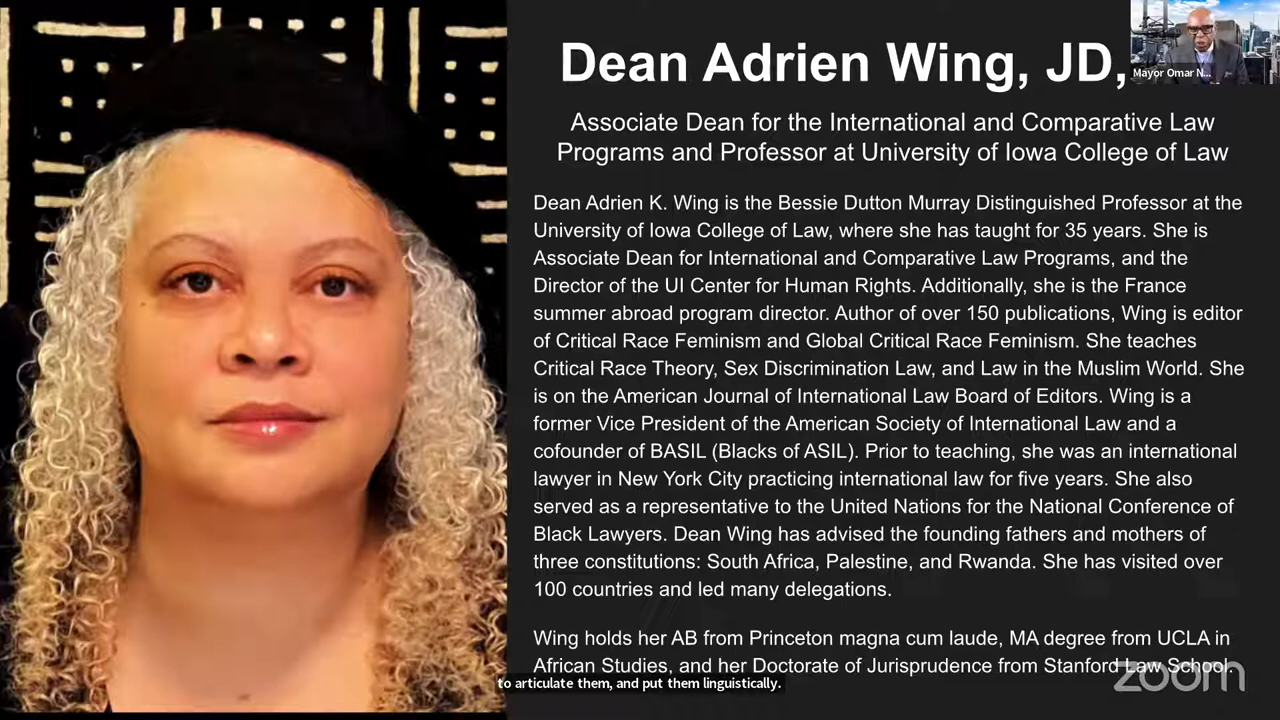 Dean Adrien Wing, JD,
Mayor Omar N...
Associate Dean for the International and Comparative Law
Programs and Professor at University of Iowa College of Law
Dean Adrien K. Wing is the Bessie Dutton Murray Distinguished Professor at the
University of Iowa College of Law, where she has taught for 35 years. She is
Associate Dean for International and Comparative Law Programs, and the
Director of the UI Center for Human Rights. Additionally, she is the France
summer abroad program director. Author of over 150 publications, Wing is editor
of Critical Race Feminism and Global Critical Race Feminism. She teaches
Critical Race Theory, Sex Discrimination Law, and Law in the Muslim World. She
is on the American Journal of International Law Board of Editors. Wing is a
former Vice President of the American Society of International Law and a
cofounder of BASIL (Blacks of ASIL). Prior to teaching, she was an international
lawyer in New York City practicing international law for five years. She also
served as a representative to the United Nations for the National Conference of
Black Lawyers. Dean Wing has advised the founding fathers and mothers of
three constitutions: South Africa, Palestine, and Rwanda. She has visited over
100 countries and led many delegations.
Wing holds her AB from Princeton magna cum laude, MA degree from UCLA in
African Studies, and her Doctorate of Jurisprudence from Stanford Law School.
to articulate them, and put them linguistically.
zoom